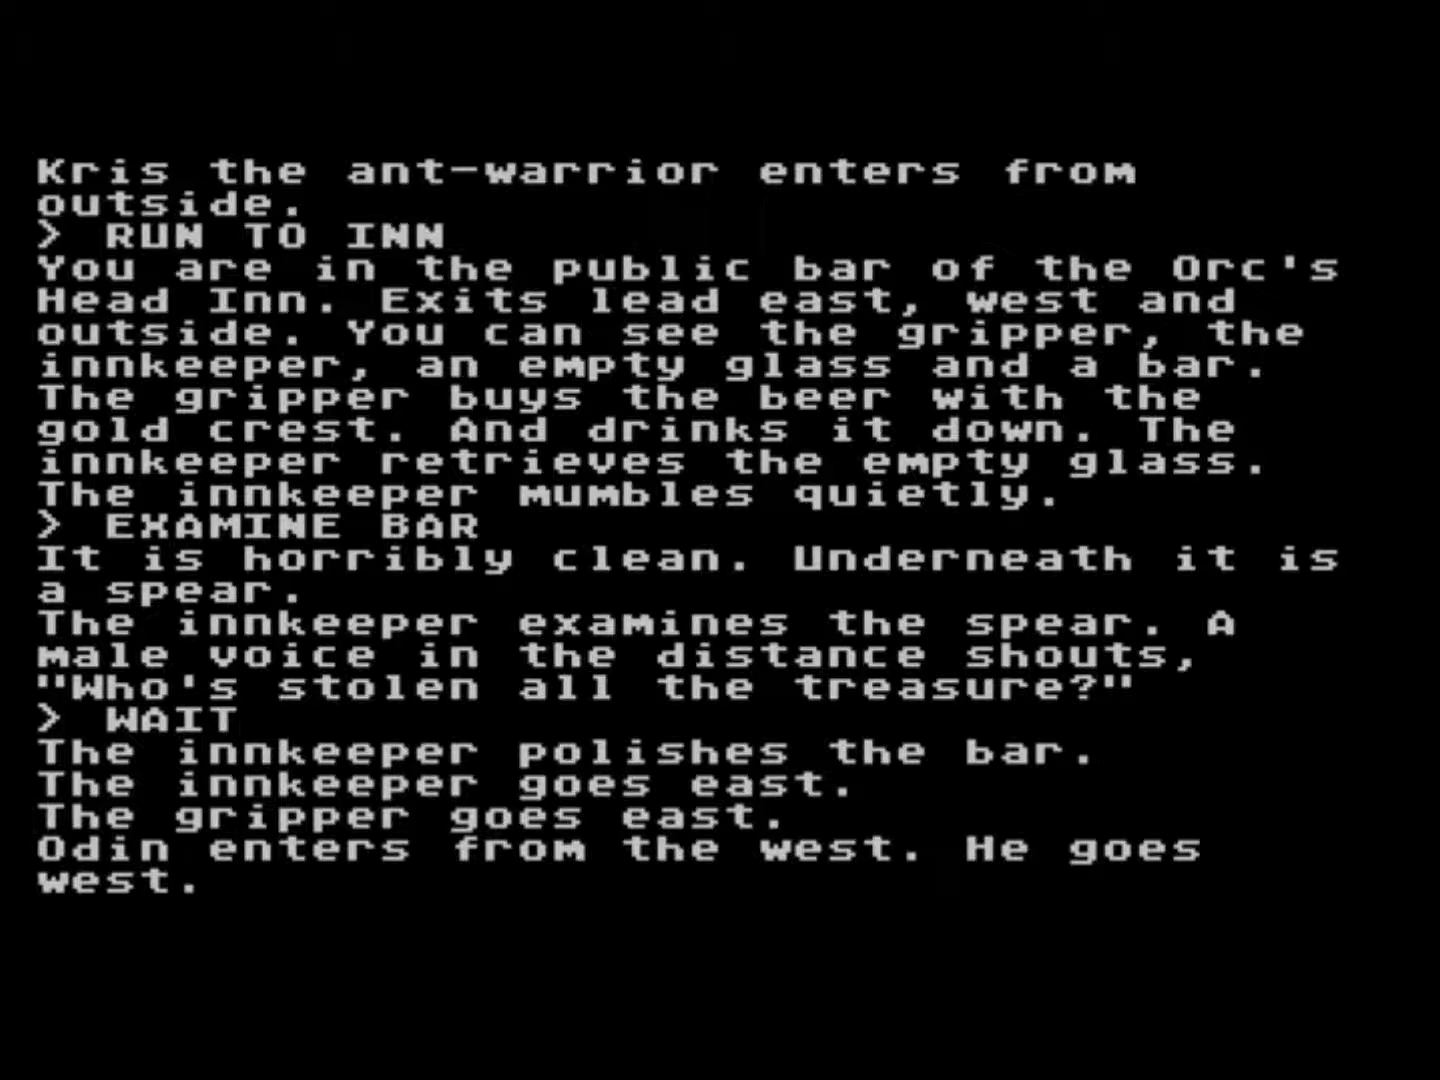 Kris the ant-warrior enters from
outside.
> RUN TO INN
You are in the public bar of the Orc's
Head Inn. Exits lead east, west and
outside. You can see the gripper, the
innkeeper, an empty glass and a bar.
The gripper buys the beer with the
gold crest. And drinks it down. The
innkeeper retrieves the empty glass.
The innkeeper mumbles quietly.
> EXAMINE BAR
It is horribly clean. Underneath it is
a spear.
The innkeeper examines the spear. A
male voice in the distance shouts,
"Who's stolen all the treasure?"
> WAIT
The innkeeper polishes the bar.
The innkeeper goes east.
The gripper goes east.
Odin enters from the west. He goes
west.